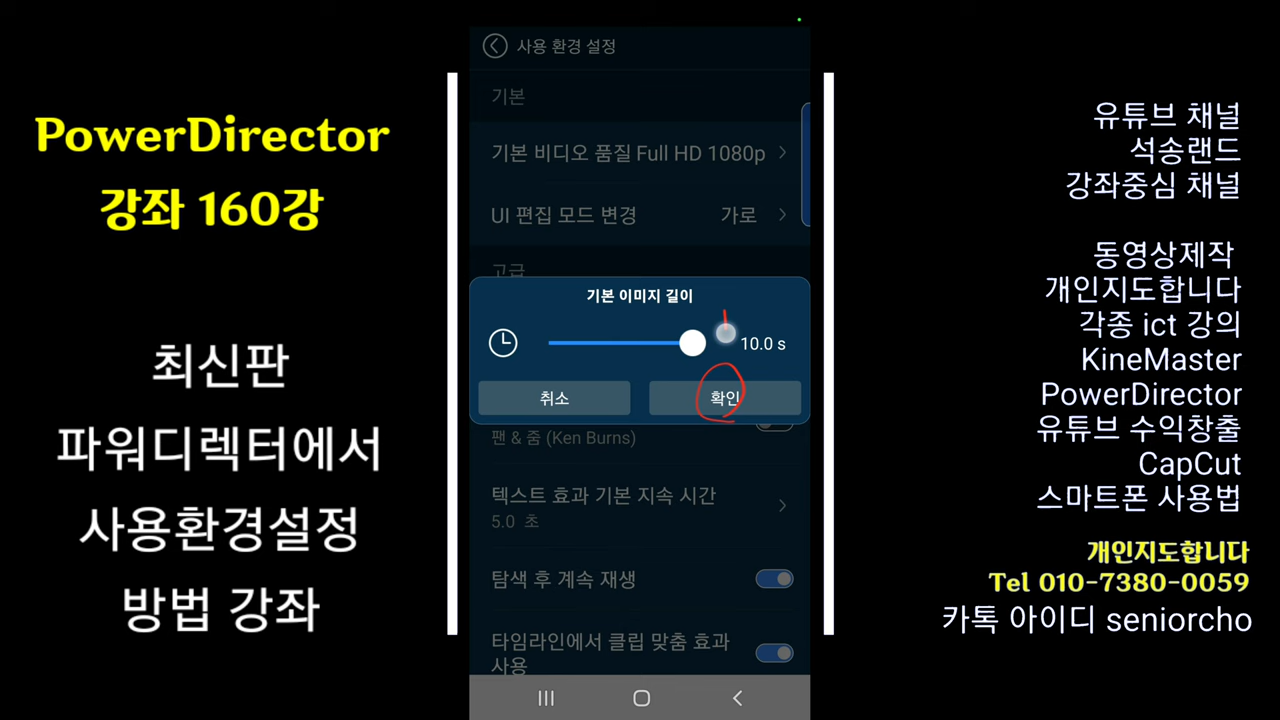 PowerDirector
강좌 160강
최신판
파워디렉터에서
사용환경설정
방법 강좌
사용 환경 설정
기본
기본 비디오 품질 Full HD 1080p
UI 편집 모드 변경 가로
고급
기본 이미지 길이
10.0 s
취소 확인
팬 & 줌 (Ken Burns)
텍스트 효과 기본 지속 시간
5.0 초
탐색 후 계속 재생
타임라인에서 클립 맞춤 효과
사용
유튜브 채널
석송랜드
강좌중심 채널
동영상제작
개인지도합니다
각종 ict 강의
KineMaster
PowerDirector
유튜브 수익창출
CapCut
스마트폰 사용법
개인지도합니다
Tel 010-7380-0059
카톡 아이디 seniorcho